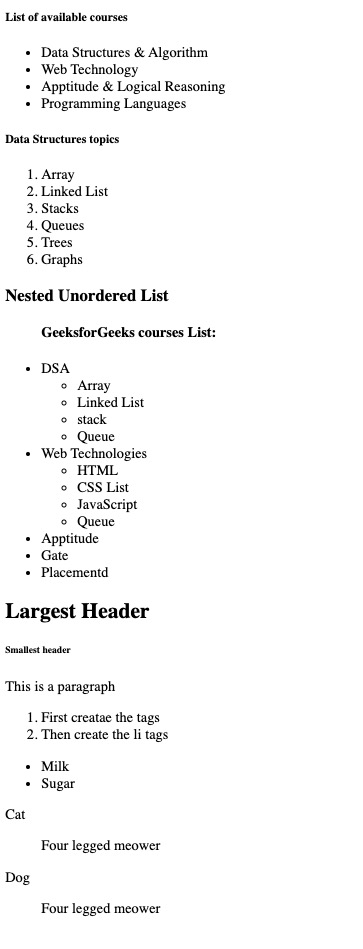 List of available courses
• Data Structures & Algorithm
• Web Technology
• Apptitude & Logical Reasoning
• Programming Languages
Data Structures topics
1. Array
2. Linked List
3. Stacks
4. Queues
5. Trees
6. Graphs
Nested Unordered List
GeeksforGeeks courses List:
• DSA
◦ Array
◦ Linked List
◦ stack
◦ Queue
• Web Technologies
◦ HTML
◦ CSS List
◦ JavaScript
◦ Queue
• Apptitude
• Gate
• Placementd
Largest Header
Smallest header
This is a paragraph
1. First creatae the tags
2. Then create the li tags
• Milk
• Sugar
Cat
Four legged meower
Dog
Four legged meower